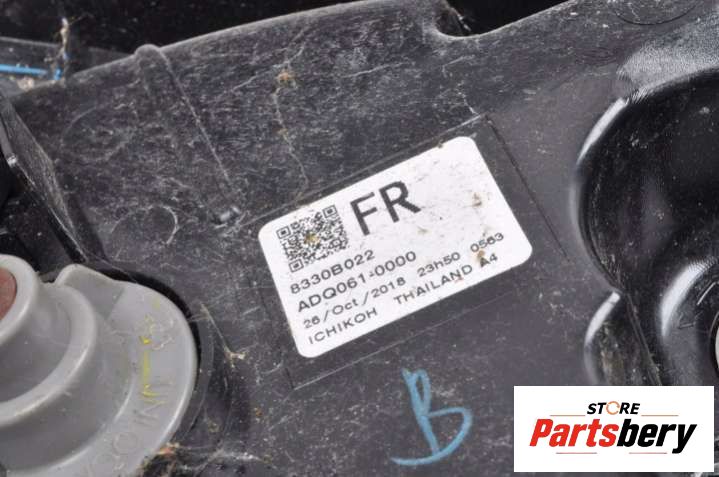 FR
8330B022
ADQ061-0000
26/Oct/2018 23h50 0563
ICHIKOH THAILAND A4
B
STORE
Partsbery